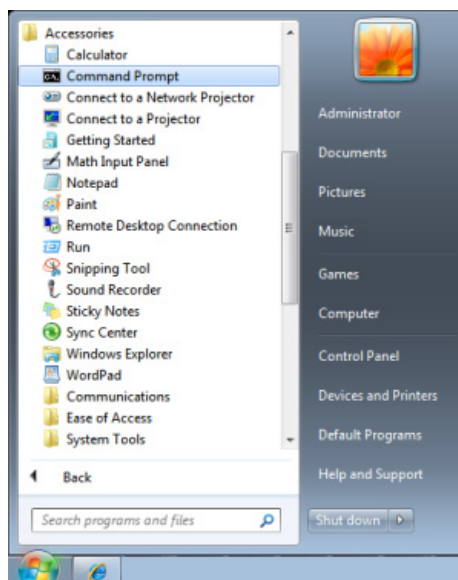 Accessories
Calculator
Command Prompt
Connect to a Network Projector
Connect to a Projector
Getting Started
Math Input Panel
Notepad
Paint
Remote Desktop Connection
Run
Snipping Tool
Sound Recorder
Sticky Notes
Sync Center
Windows Explorer
WordPad
Communications
Ease of Access
System Tools
Back
Search programs and files
Administrator
Documents
Pictures
Music
Games
Computer
Control Panel
Devices and Printers
Default Programs
Help and Support
Shut down